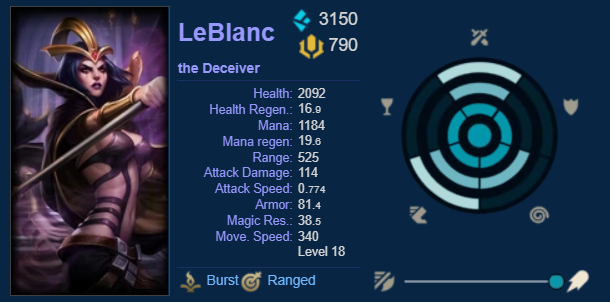 LeBlanc
3150
790
the Deceiver
Health: 2092
Health Regen.: 16.9
Mana: 1184
Mana regen: 19.6
Range: 525
Attack Damage: 114
Attack Speed: 0.774
Armor: 81.4
Magic Res.: 38.5
Move. Speed: 340
Level 18
Burst Ranged